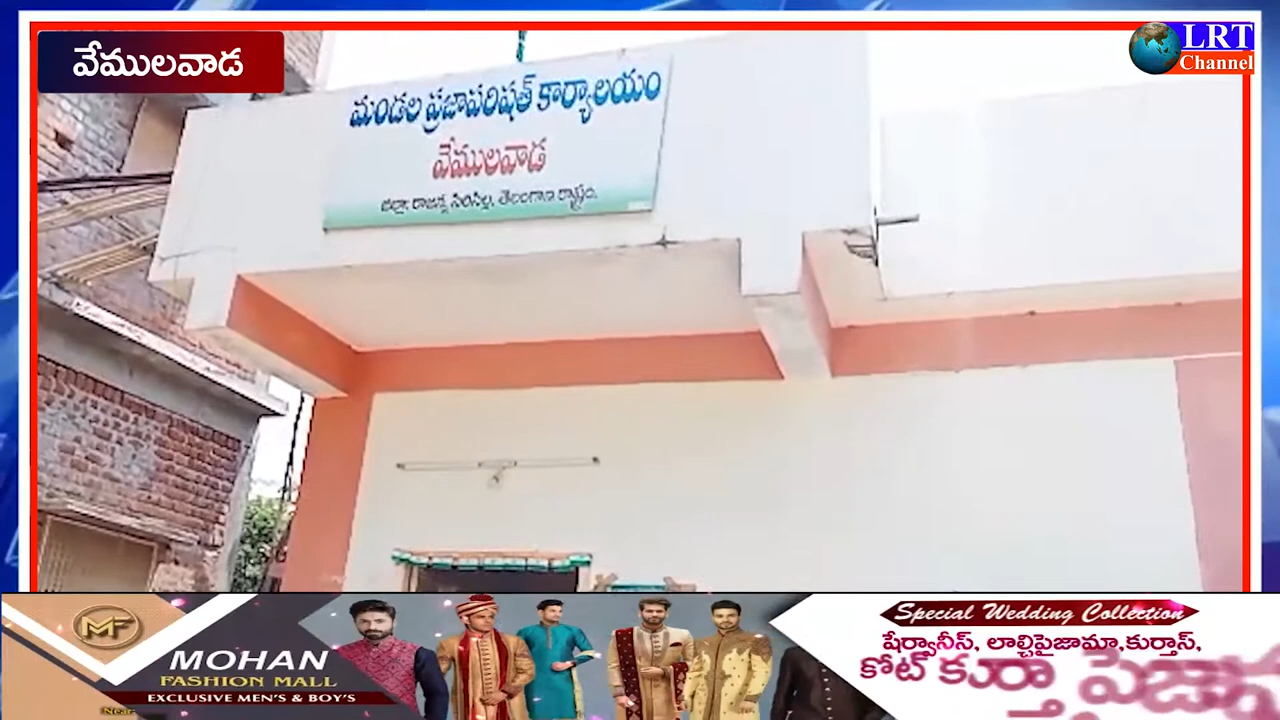 వేములవాడ
LRT
Channel
మండల ప్రజాపరిషత్ కార్యాలయం
వేములవాడ
జిల్లా: రాజన్న సిరిసిల్ల, తెలంగాణ రాష్ట్రం.
MF
MOHAN
FASHION MALL
EXCLUSIVE MEN'S & BOY'S
Near
Special Wedding Collection
షేర్వానీస్, లాల్చిపైజామా,కుర్తాస్,
కోట్ కుర్తా పైజామా